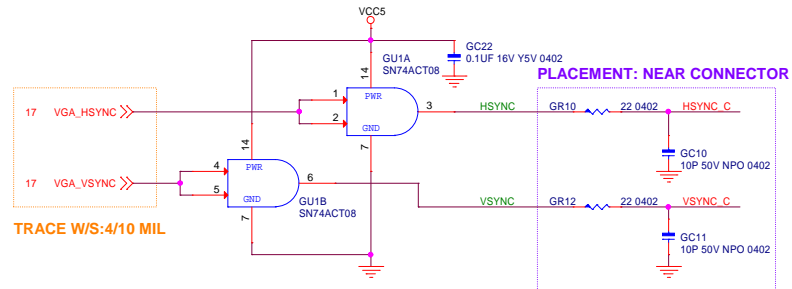 VCC5
GU1A
SN74ACT08
GC22
0.1UF 16V Y5V 0402
PLACEMENT: NEAR CONNECTOR
14
PWR
1
2
3
GND
7
17 VGA_HSYNC
HSYNC
GR10
22 0402
HSYNC_C
GC10
10P 50V NPO 0402
14
PWR
4
5
6
GND
7
17 VGA_VSYNC
GU1B
SN74ACT08
VSYNC
GR12
22 0402
VSYNC_C
GC11
10P 50V NPO 0402
TRACE W/S:4/10 MIL